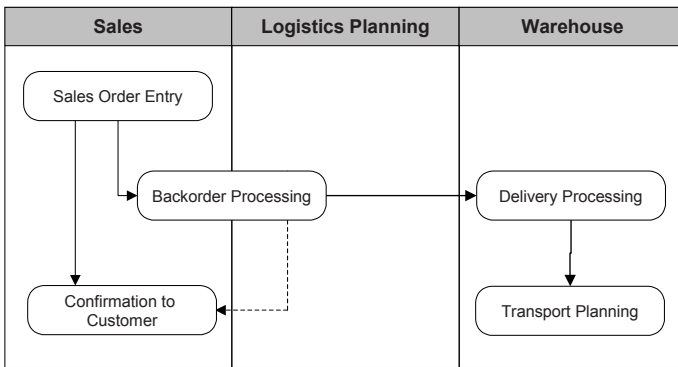 Sales
Logistics Planning
Warehouse
Sales Order Entry
Backorder Processing
Delivery Processing
Confirmation to
Customer
Transport Planning